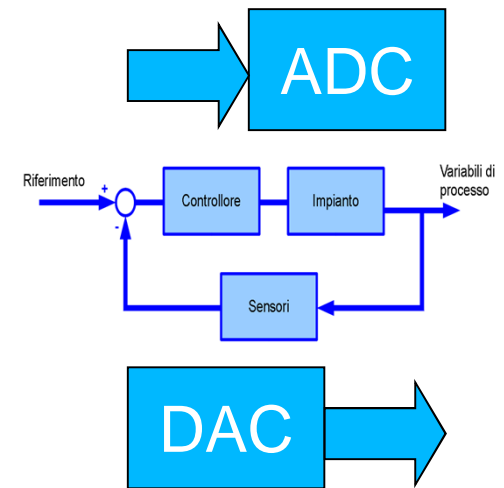 ADC
Variabili di
processo
Riferimento
+
Controllore
Impianto
-
Sensori
DAC